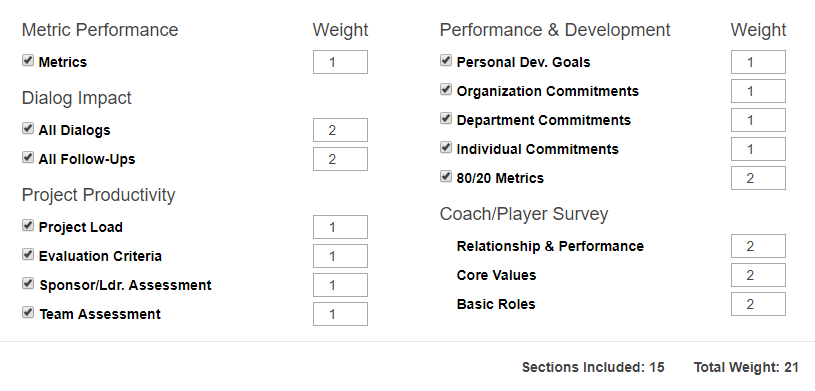 Metric Performance Weight
Metrics 1
Dialog Impact
All Dialogs 2
All Follow-Ups 2
Project Productivity
Project Load 1
Evaluation Criteria 1
Sponsor/Ldr. Assessment 1
Team Assessment 1
Performance & Development Weight
Personal Dev. Goals 1
Organization Commitments 1
Department Commitments 1
Individual Commitments 1
80/20 Metrics 2
Coach/Player Survey
Relationship & Performance 2
Core Values 2
Basic Roles 2
Sections Included: 15 Total Weight: 21